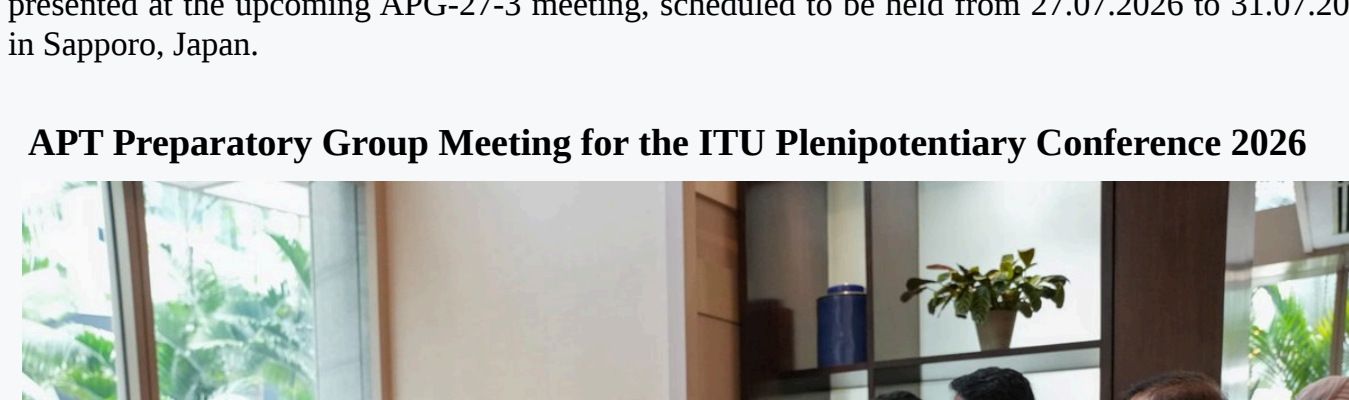 presented at the upcoming APG-27-3 meeting, scheduled to be held from 27.07.2026 to 31.07.20
in Sapporo, Japan.
APT Preparatory Group Meeting for the ITU Plenipotentiary Conference 2026